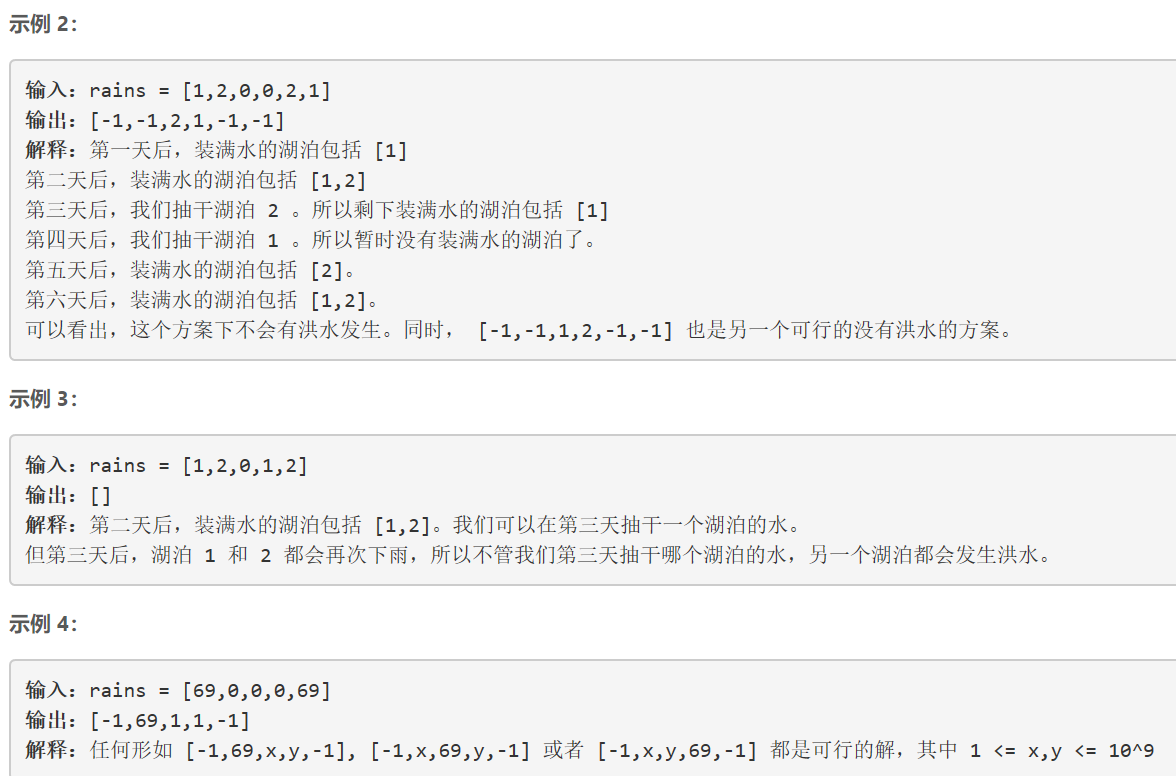 示例 2：
输入：rains = [1,2,0,0,2,1]
输出：[-1,-1,2,1,-1,-1]
解释：第一天后，装满水的湖泊包括 [1]
第二天后，装满水的湖泊包括 [1,2]
第三天后，我们抽干湖泊 2 。所以剩下装满水的湖泊包括 [1]
第四天后，我们抽干湖泊 1 。所以暂时没有装满水的湖泊了。
第五天后，装满水的湖泊包括 [2]。
第六天后，装满水的湖泊包括 [1,2]。
可以看出，这个方案下不会有洪水发生。同时， [-1,-1,1,2,-1,-1] 也是另一个可行的没有洪水的方案。
示例 3：
输入：rains = [1,2,0,1,2]
输出：[]
解释：第二天后，装满水的湖泊包括 [1,2]。我们可以在第三天抽干一个湖泊的水。
但第三天后，湖泊 1 和 2 都会再次下雨，所以不管我们第三天抽干哪个湖泊的水，另一个湖泊都会发生洪水。
示例 4：
输入：rains = [69,0,0,0,69]
输出：[-1,69,1,1,-1]
解释：任何形如 [-1,69,x,y,-1], [-1,x,69,y,-1] 或者 [-1,x,y,69,-1] 都是可行的解，其中 1 <= x,y <= 10^9